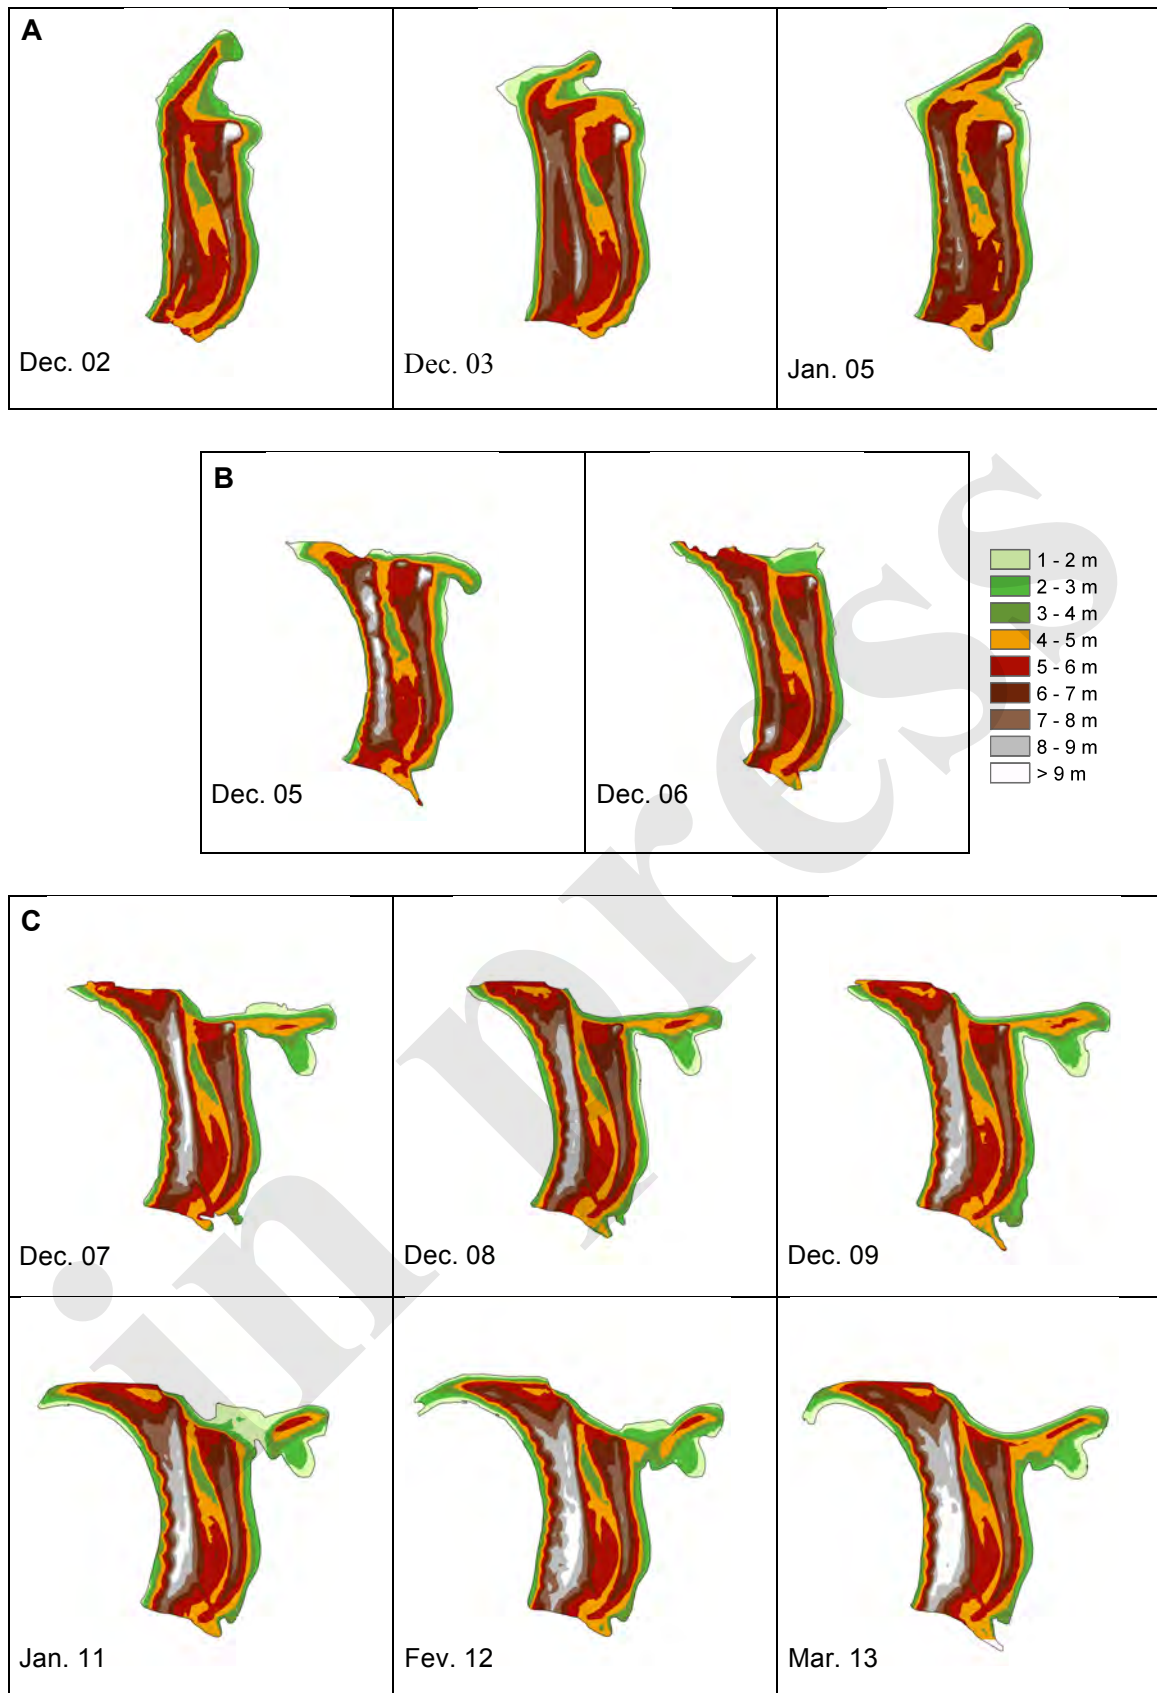 A
Dec. 02
Dec. 03
Jan. 05
B
Dec. 05
Dec. 06
1 - 2 m
2 - 3 m
3 - 4 m
4 - 5 m
5 - 6 m
6 - 7 m
7 - 8 m
8 - 9 m
> 9 m
C
Dec. 07
Dec. 08
Dec. 09
Jan. 11
Fev. 12
Mar. 13
in press